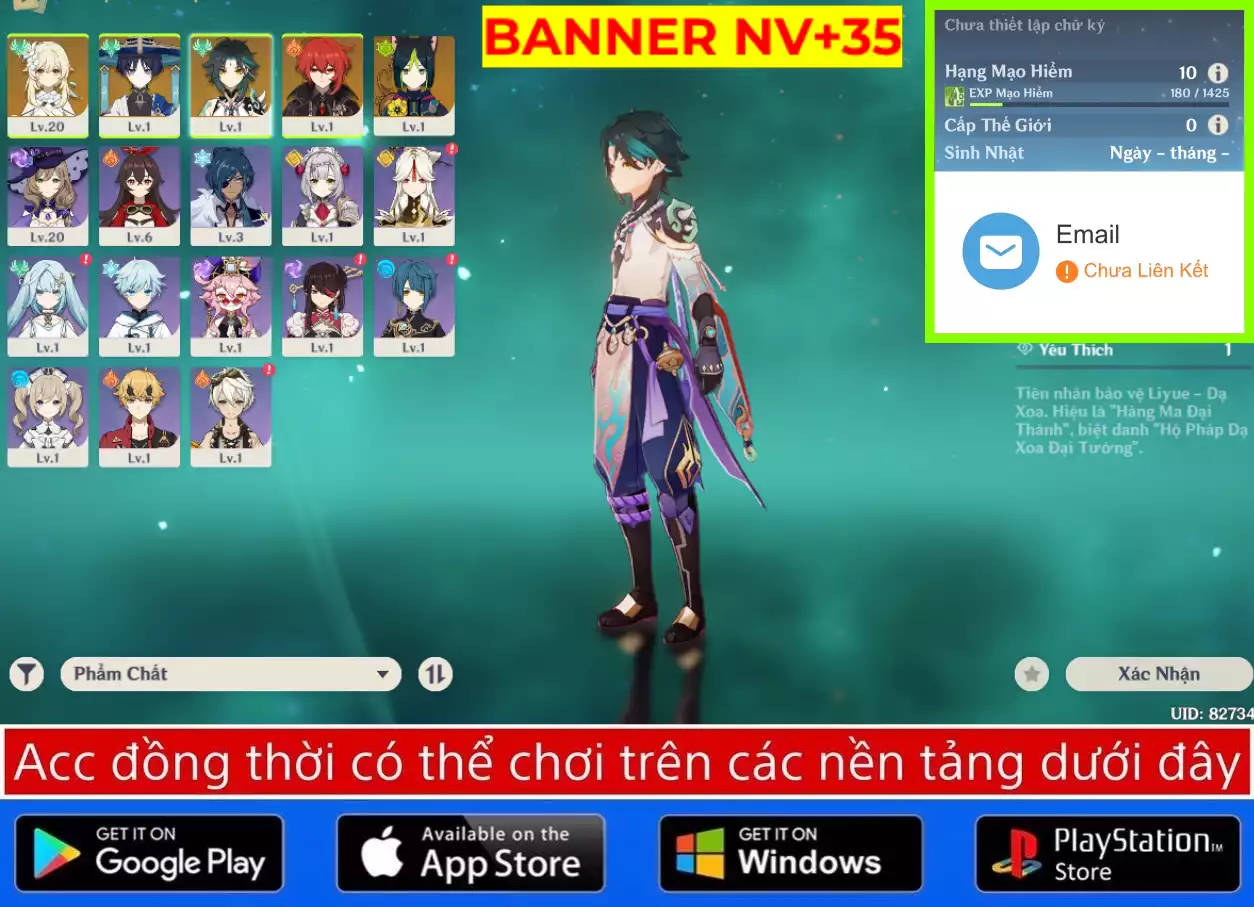 BANNER NV+35
Chưa thiết lập chữ ký
Hạng Mạo Hiểm 10
EXP Mạo Hiểm 180 / 1425
Cấp Thế Giới 0
Sinh Nhật Ngày - tháng -
Email
Chưa Liên Kết
Lv.20 Lv.1 Lv.1 Lv.1 Lv.1
Lv.20 Lv.6 Lv.3 Lv.1 Lv.1
Lv.1 Lv.1 Lv.1 Lv.1 Lv.1
Lv.1 Lv.1 Lv.1
Yêu Thích 1
Tiên nhân bảo vệ Liyue - Dạ
Xoa. Hiệu là "Hàng Ma Đại
Thánh", biệt danh "Hộ Pháp Dạ
Xoa Đại Tướng".
Phẩm Chất
Xác Nhận
UID: 82734
Acc đồng thời có thể chơi trên các nền tảng dưới đây
GET IT ON
Google Play
Available on the
App Store
GET IT ON
Windows
PlayStation™
Store